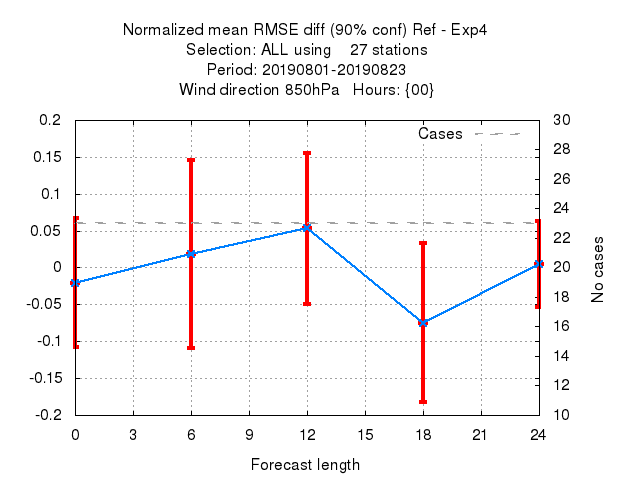 Normalized mean RMSE diff (90% conf) Ref - Exp4
Selection: ALL using 27 stations
Period: 20190801-20190823
Wind direction 850hPa Hours: {00}
Cases
0.2
0.15
0.1
0.05
0
-0.05
-0.1
-0.15
-0.2
30
28
26
24
22
20
18
16
14
12
10
No cases
0 3 6 9 12 15 18 21 24
Forecast length